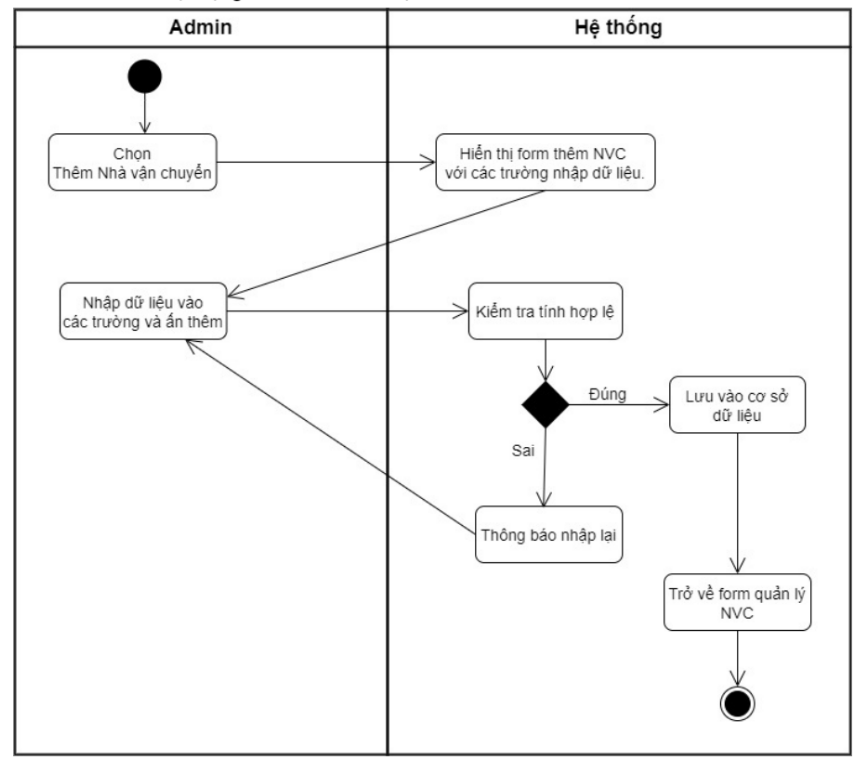 Admin
Hệ thống
Chọn
Thêm Nhà vận chuyển
Hiển thị form thêm NVC
với các trường nhập dữ liệu.
Nhập dữ liệu vào
các trường và ấn thêm
Kiểm tra tính hợp lệ
Đúng
Lưu vào cơ sở
dữ liệu
Sai
Thông báo nhập lại
Trở về form quản lý
NVC